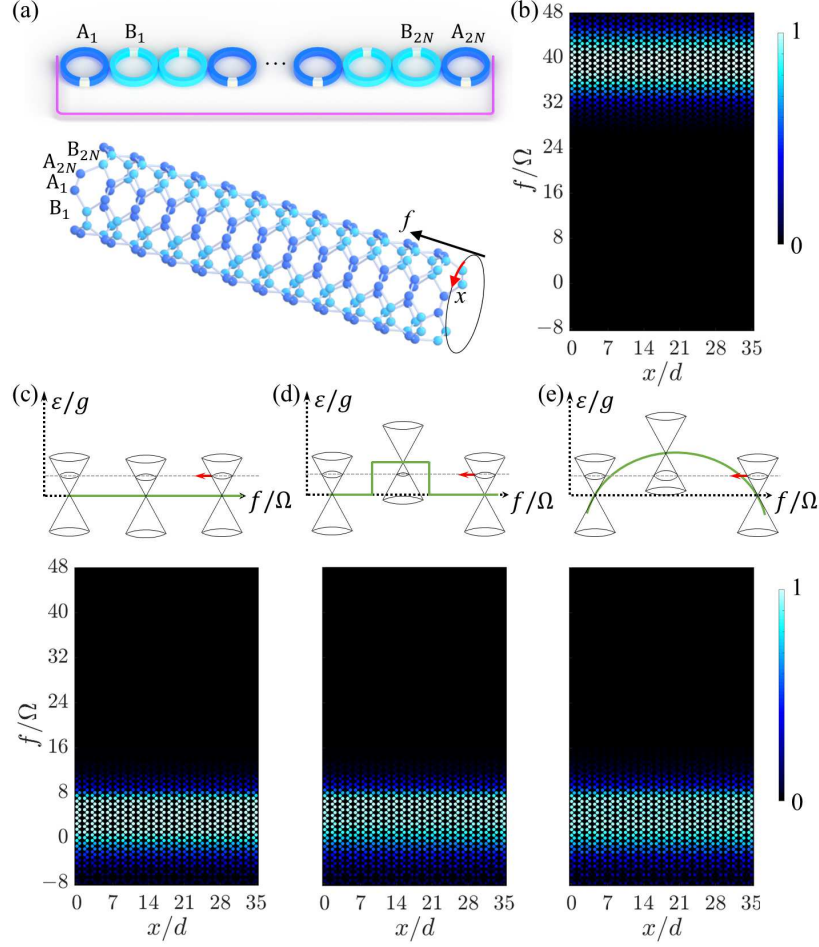 (a)
A₁ B₁ B₂N A₂N
...
B₂N
A₂N
A₁
B₁
f
x
(b)
48
40
32
24
16
8
0
−8
f/Ω
0 7 14 21 28 35
x/d
1
0
(c) (d) (e)
ε/g ε/g ε/g
f/Ω f/Ω f/Ω
48
40
32
24
16
8
0
−8
f/Ω
0 7 14 21 28 35 0 7 14 21 28 35 0 7 14 21 28 35
x/d x/d x/d
1
0